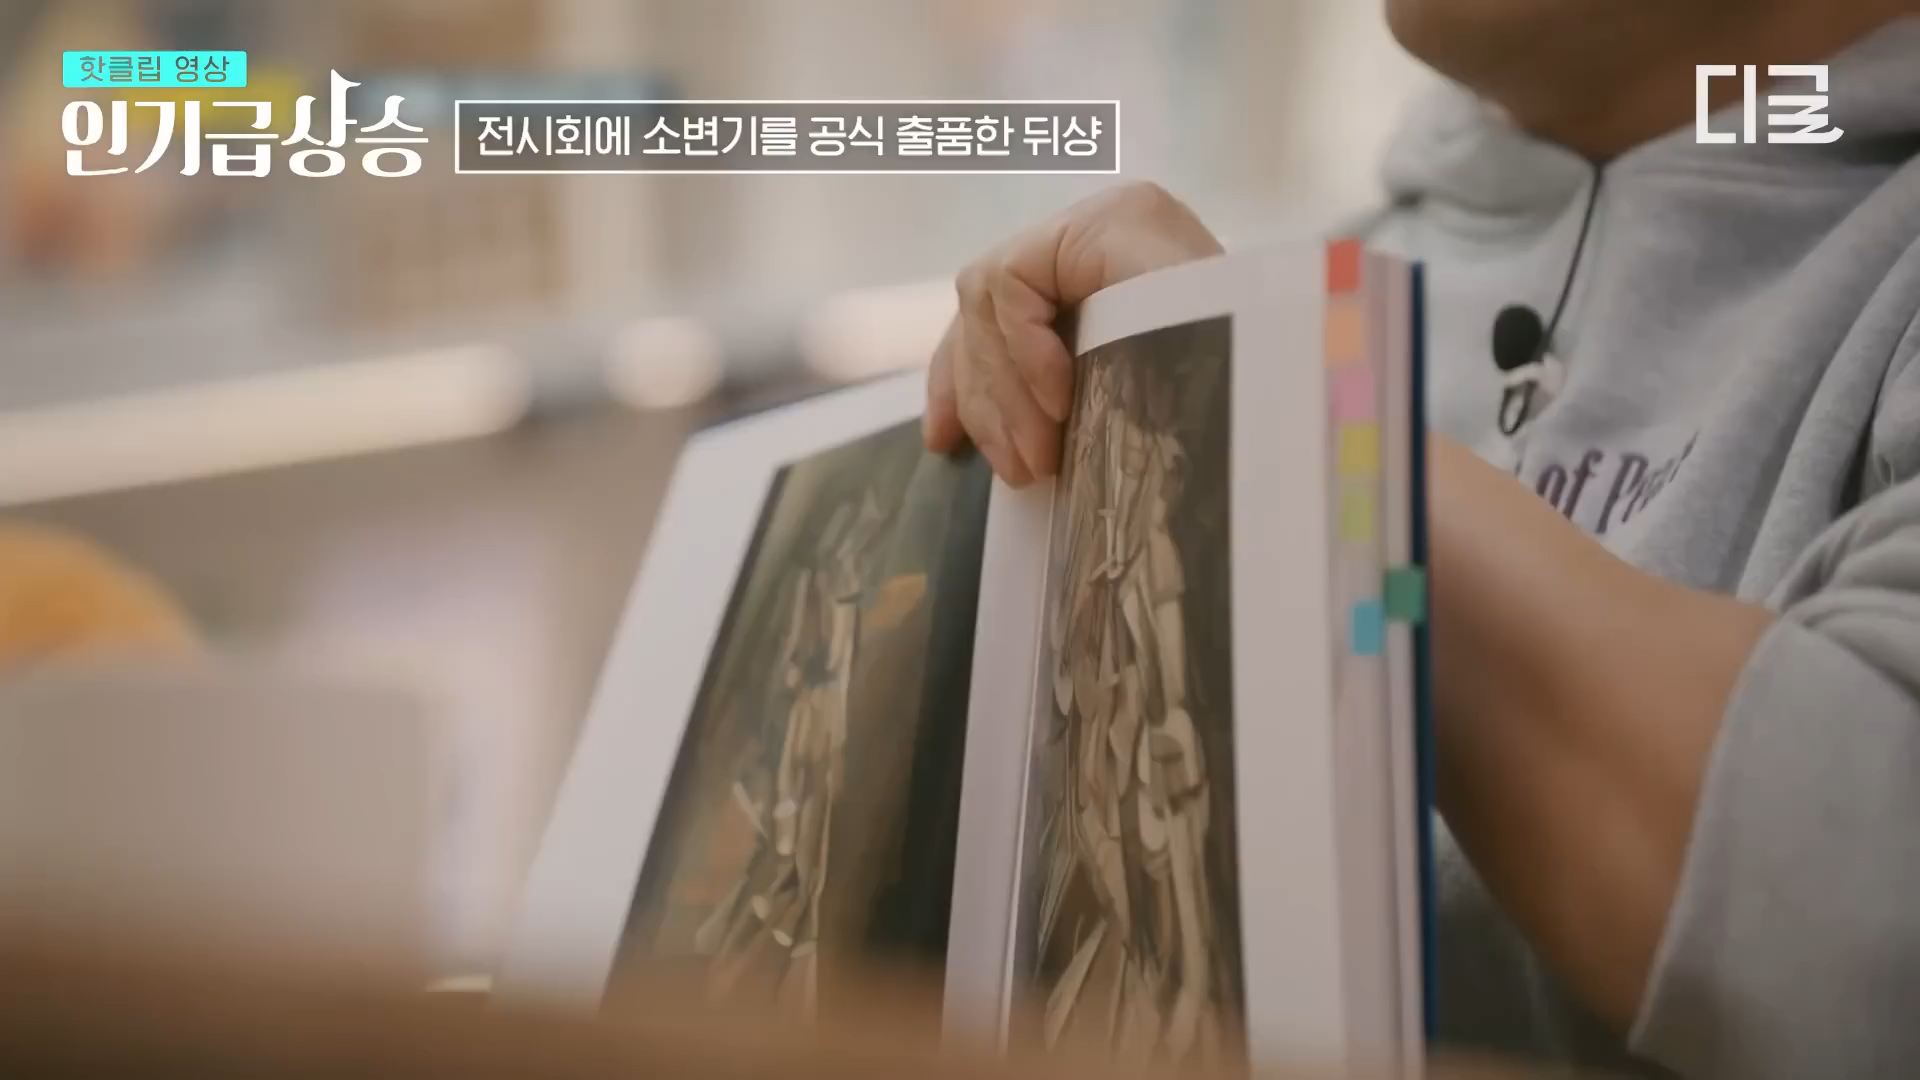 핫클립 영상
인기급상승
전시회에 소변기를 공식 출품한 뒤샹
디글
of